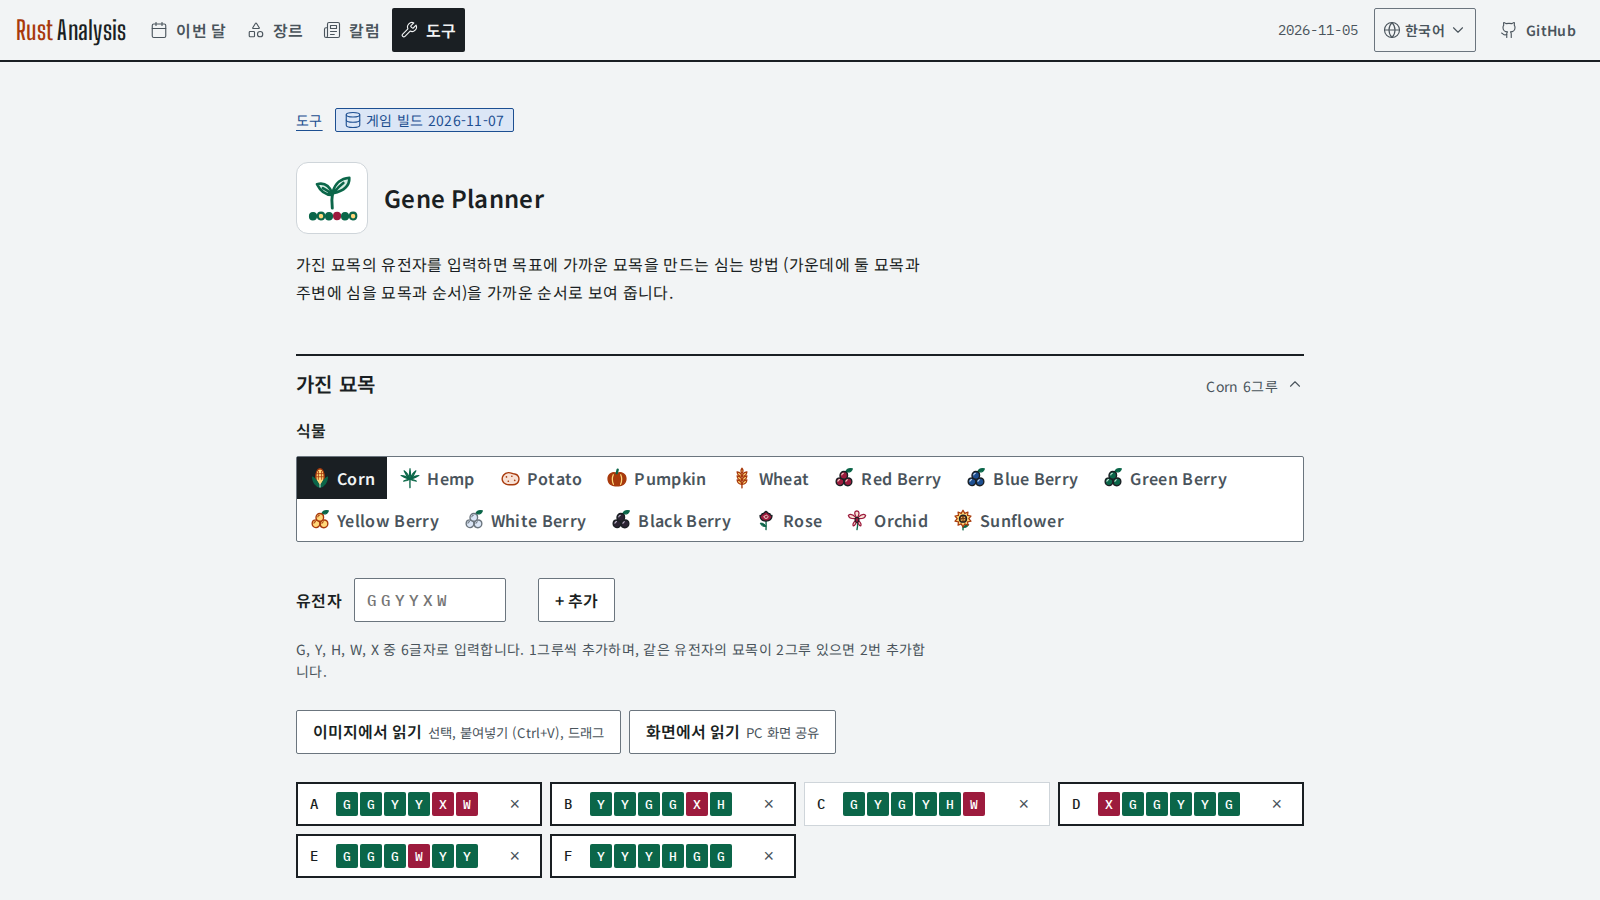 Rust Analysis 이번 달 장르 칼럼 도구 2026-11-05 한국어 GitHub
도구 게임 빌드 2026-11-07
Gene Planner
가진 묘목의 유전자를 입력하면 목표에 가까운 묘목을 만드는 심는 방법 (가운데에 둘 묘목과
주변에 심을 묘목과 순서)을 가까운 순서로 보여 줍니다.
가진 묘목 Corn 6그루
식물
Corn Hemp Potato Pumpkin Wheat Red Berry Blue Berry Green Berry
Yellow Berry White Berry Black Berry Rose Orchid Sunflower
유전자 GGYYXW + 추가
G, Y, H, W, X 중 6글자로 입력합니다. 1그루씩 추가하며, 같은 유전자의 묘목이 2그루 있으면 2번 추가합
니다.
이미지에서 읽기 선택, 붙여넣기 (Ctrl+V), 드래그 화면에서 읽기 PC 화면 공유
A G G Y Y X W × B Y Y G G X H × C G Y G Y H W × D X G G Y Y G ×
E G G G W Y Y × F Y Y Y H G G ×